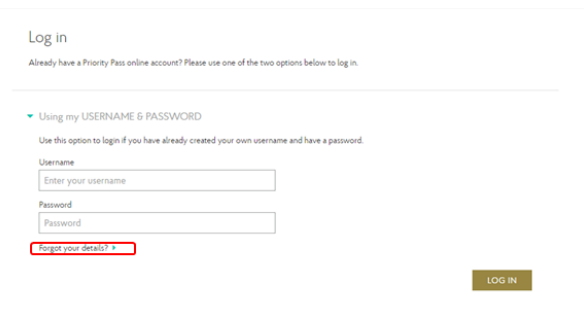 Log in
Already have a Priority Pass online account? Please use one of the two options below to log in.
Using my USERNAME & PASSWORD
Use this option to login if you have already created your own username and have a password.
Username
Enter your username
Password
Password
Forgot your details?
LOG IN